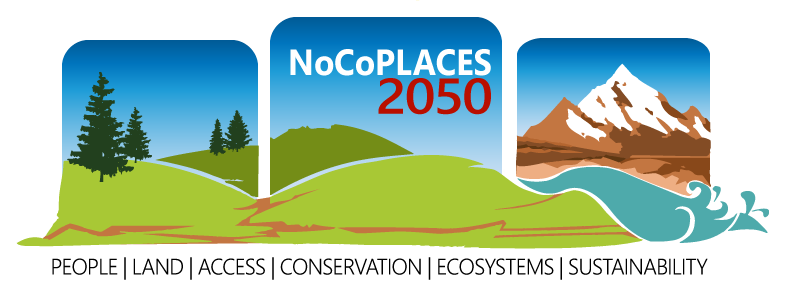 NoCoPLACES
2050
PEOPLE | LAND | ACCESS | CONSERVATION | ECOSYSTEMS | SUSTAINABILITY